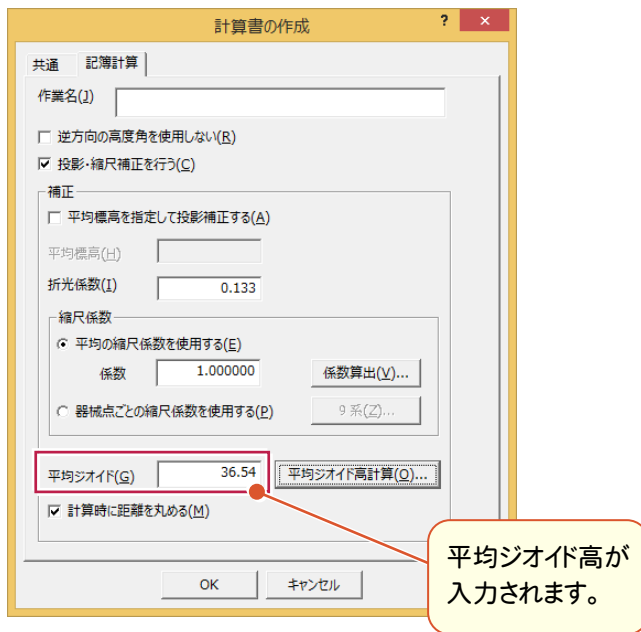 計算書の作成
?
×
共通 記簿計算
作業名(J)
逆方向の高度角を使用しない(R)
投影・縮尺補正を行う(C)
補正
平均標高を指定して投影補正する(A)
平均標高(H)
折光係数(I) 0.133
縮尺係数
平均の縮尺係数を使用する(E)
係数 1.000000 係数算出(V)...
器械点ごとの縮尺係数を使用する(P) 9 系(Z)...
平均ジオイド(G) 36.54 平均ジオイド高計算(O)...
計算時に距離を丸める(M)
平均ジオイド高が
入力されます。
OK キャンセル